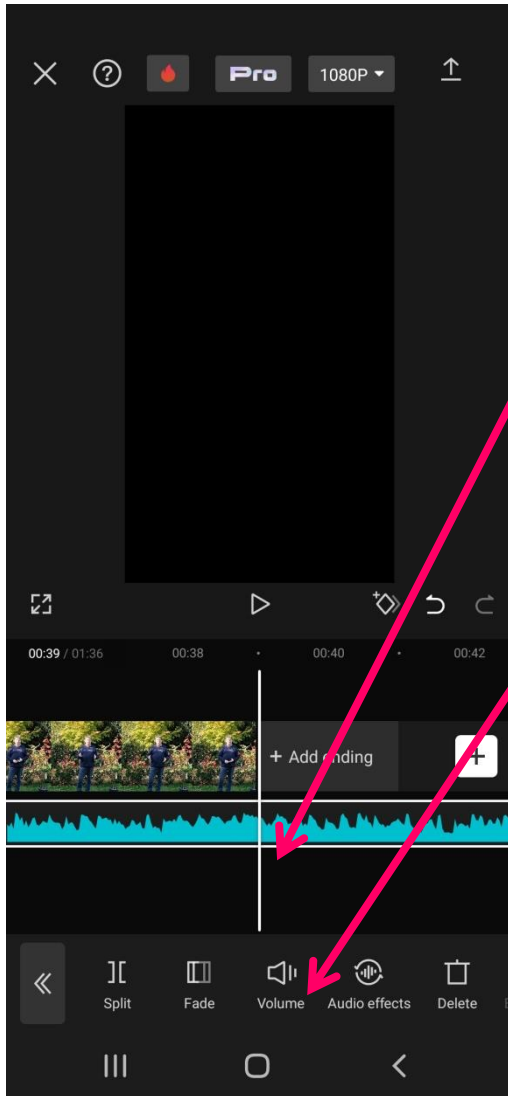 Pro 1080P
00:39 / 01:36 00:38 00:40 00:42
+ Add ending
Split Fade Volume Audio effects Delete